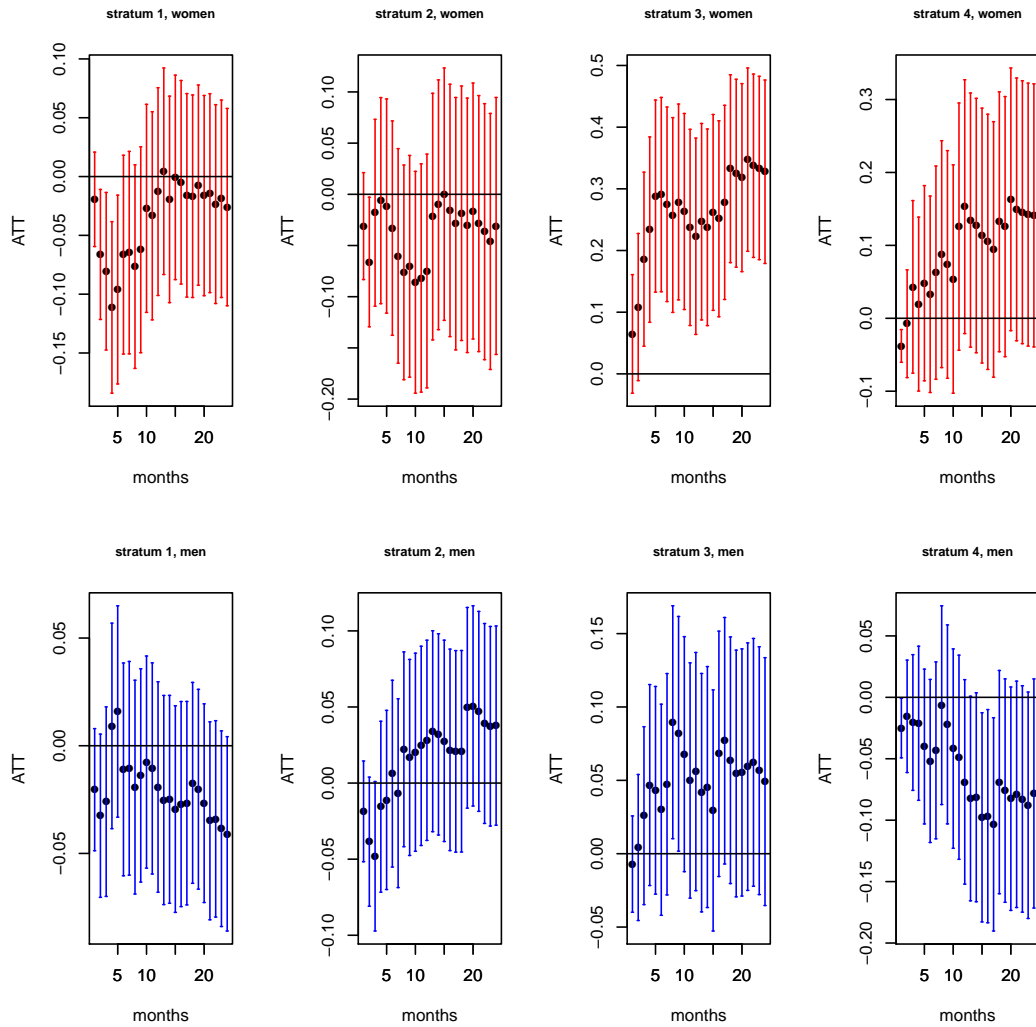 stratum 1, women
ATT
0.10
0.05
0.00
−0.05
−0.10
−0.15
5 10 20
months
stratum 2, women
ATT
0.10
0.05
0.00
−0.10
−0.20
5 10 20
months
stratum 3, women
ATT
0.5
0.4
0.3
0.2
0.1
0.0
5 10 20
months
stratum 4, women
ATT
0.3
0.2
0.1
0.0
−0.1
5 10 20
months
stratum 1, men
ATT
0.05
0.00
−0.05
5 10 20
months
stratum 2, men
ATT
0.10
0.05
0.00
−0.05
−0.10
5 10 20
months
stratum 3, men
ATT
0.15
0.10
0.05
0.00
−0.05
5 10 20
months
stratum 4, men
ATT
0.05
0.00
−0.05
−0.10
−0.15
−0.20
5 10 20
months